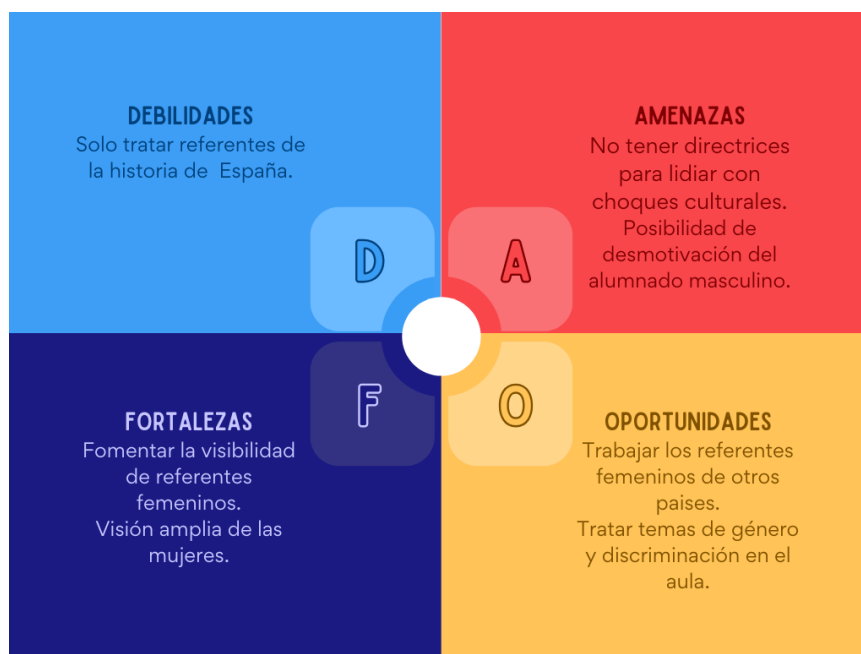 DEBILIDADES
Solo tratar referentes de
la historia de España.
D
AMENAZAS
No tener directrices
para lidiar con
choques culturales.
Posibilidad de
desmotivación del
alumnado masculino.
A
FORTALEZAS
Fomentar la visibilidad
de referentes
femeninos.
Visión amplia de las
mujeres.
F
OPORTUNIDADES
Trabajar los referentes
femeninos de otros
paises.
Tratar temas de género
y discriminación en el
aula.
O